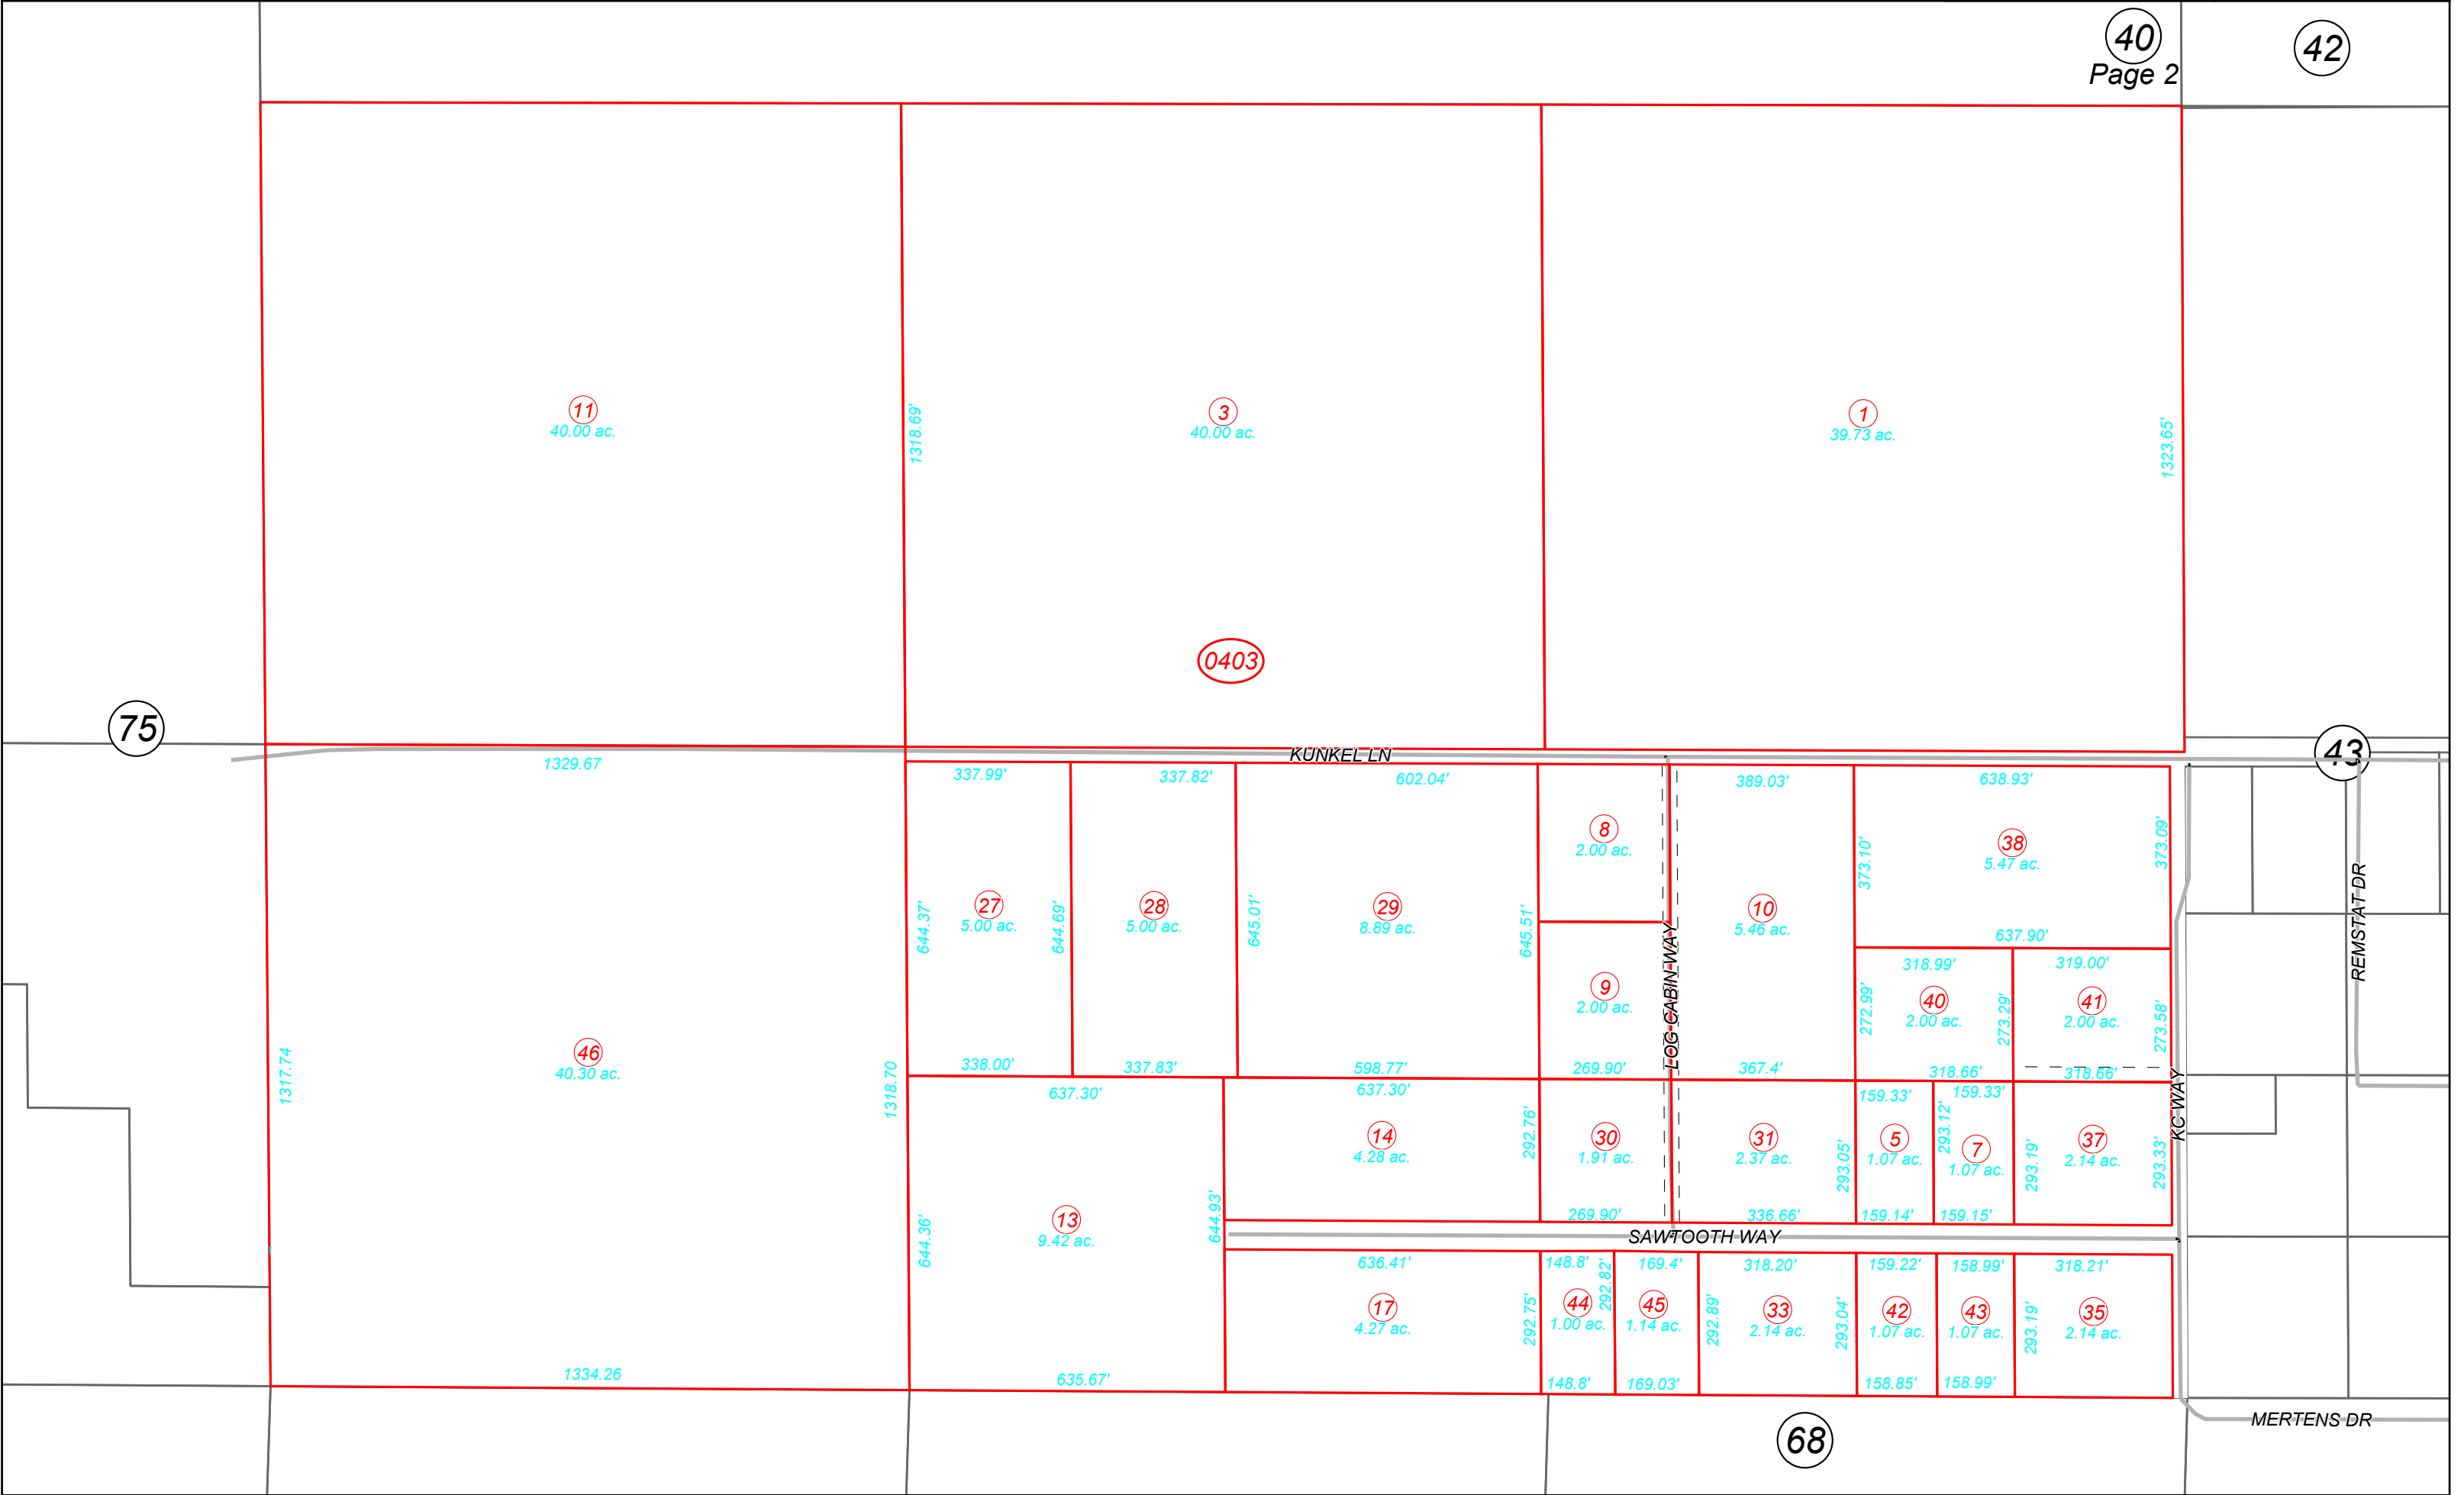 40
Page 2
42
11
40.00 ac.
1318.69'
3
40.00 ac.
1
39.73 ac.
1323.65'
0403
75
43
KUNKEL LN
1329.67
337.99'
337.82'
602.04'
389.03'
638.93'
8
2.00 ac.
373.10'
38
5.47 ac.
373.09'
REMSTAT DR
644.37'
27
5.00 ac.
644.69'
28
5.00 ac.
645.01'
29
8.89 ac.
645.51'
10
5.46 ac.
637.90'
318.99'
319.00'
LOG CABIN WAY
9
2.00 ac.
272.99'
40
2.00 ac.
273.29'
41
2.00 ac.
273.58'
46
40.30 ac.
1317.74
1318.70
338.00'
337.83'
598.77'
269.90'
367.4'
318.66'
318.66'
637.30'
637.30'
159.33'
159.33'
KC WAY
14
4.28 ac.
292.76'
30
1.91 ac.
31
2.37 ac.
293.05'
5
1.07 ac.
293.12'
7
1.07 ac.
293.19'
37
2.14 ac.
293.33'
644.36'
13
9.42 ac.
644.93'
269.90'
336.66'
159.14'
159.15'
SAWTOOTH WAY
636.41'
148.8'
292.82'
169.4'
318.20'
159.22'
158.99'
318.21'
17
4.27 ac.
292.75'
44
1.00 ac.
45
1.14 ac.
292.89'
33
2.14 ac.
293.04'
42
1.07 ac.
43
1.07 ac.
293.19'
35
2.14 ac.
1334.26
635.67'
148.8'
169.03'
158.85'
158.99'
MERTENS DR
68